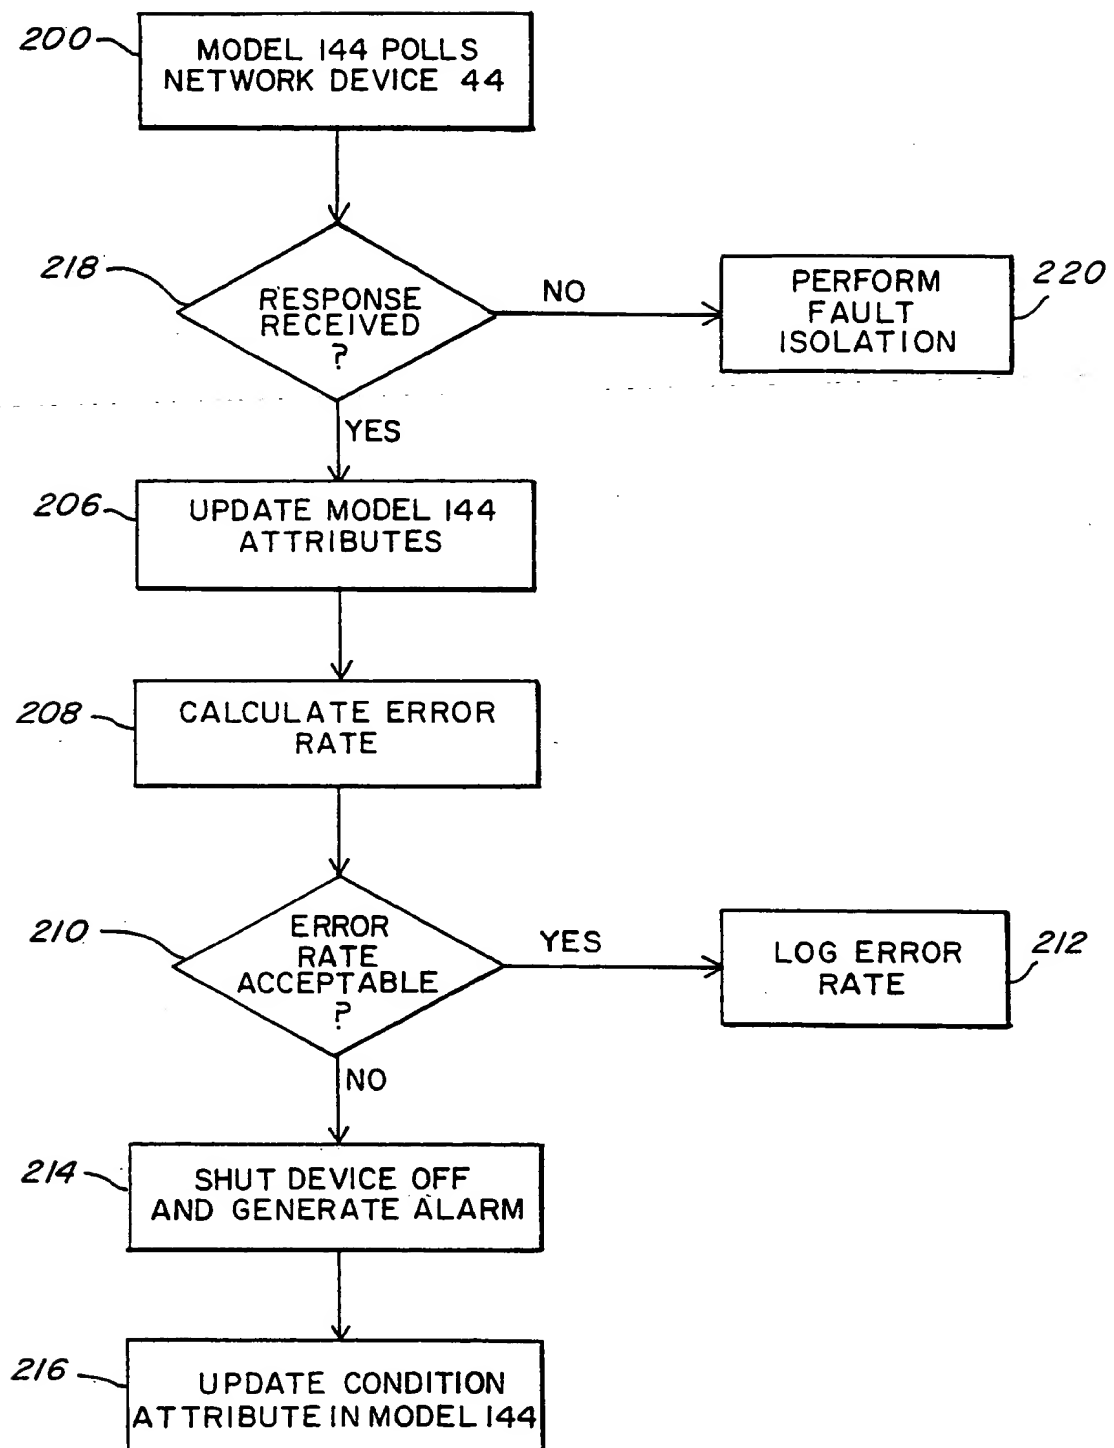 200
MODEL 144 POLLS
NETWORK DEVICE 44
218
RESPONSE
RECEIVED
?
NO
PERFORM
FAULT
ISOLATION
220
YES
206
UPDATE MODEL 144
ATTRIBUTES
208
CALCULATE ERROR
RATE
210
ERROR
RATE
ACCEPTABLE
?
YES
LOG ERROR
RATE
212
NO
214
SHUT DEVICE OFF
AND GENERATE ALARM
216
UPDATE CONDITION
ATTRIBUTE IN MODEL 144